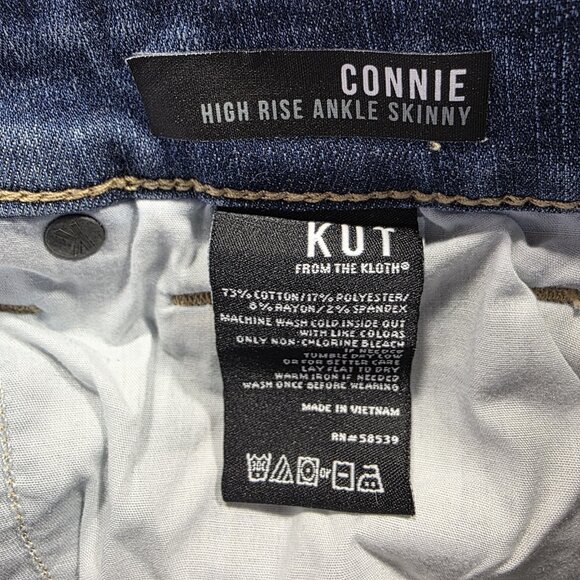 CONNIE
HIGH RISE ANKLE SKINNY
KUT
FROM THE KLOTH®
73% COTTON/17% POLYESTER/
8% RAYON/2% SPANDEX
MACHINE WASH COLD INSIDE OUT
WITH LIKE COLORS
ONLY NON-CHLORINE BLEACH
IF NEEDED
TUMBLE DRY LOW
OR FOR BETTER CARE
LAY FLAT TO DRY
WARM IRON IF NEEDED
WASH ONCE BEFORE WEARING
MADE IN VIETNAM
RN#58539
30C or